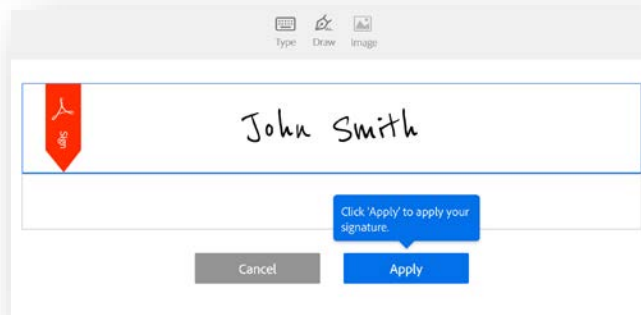 Type Draw Image
Sign
John Smith
Click 'Apply' to apply your
signature.
Cancel Apply